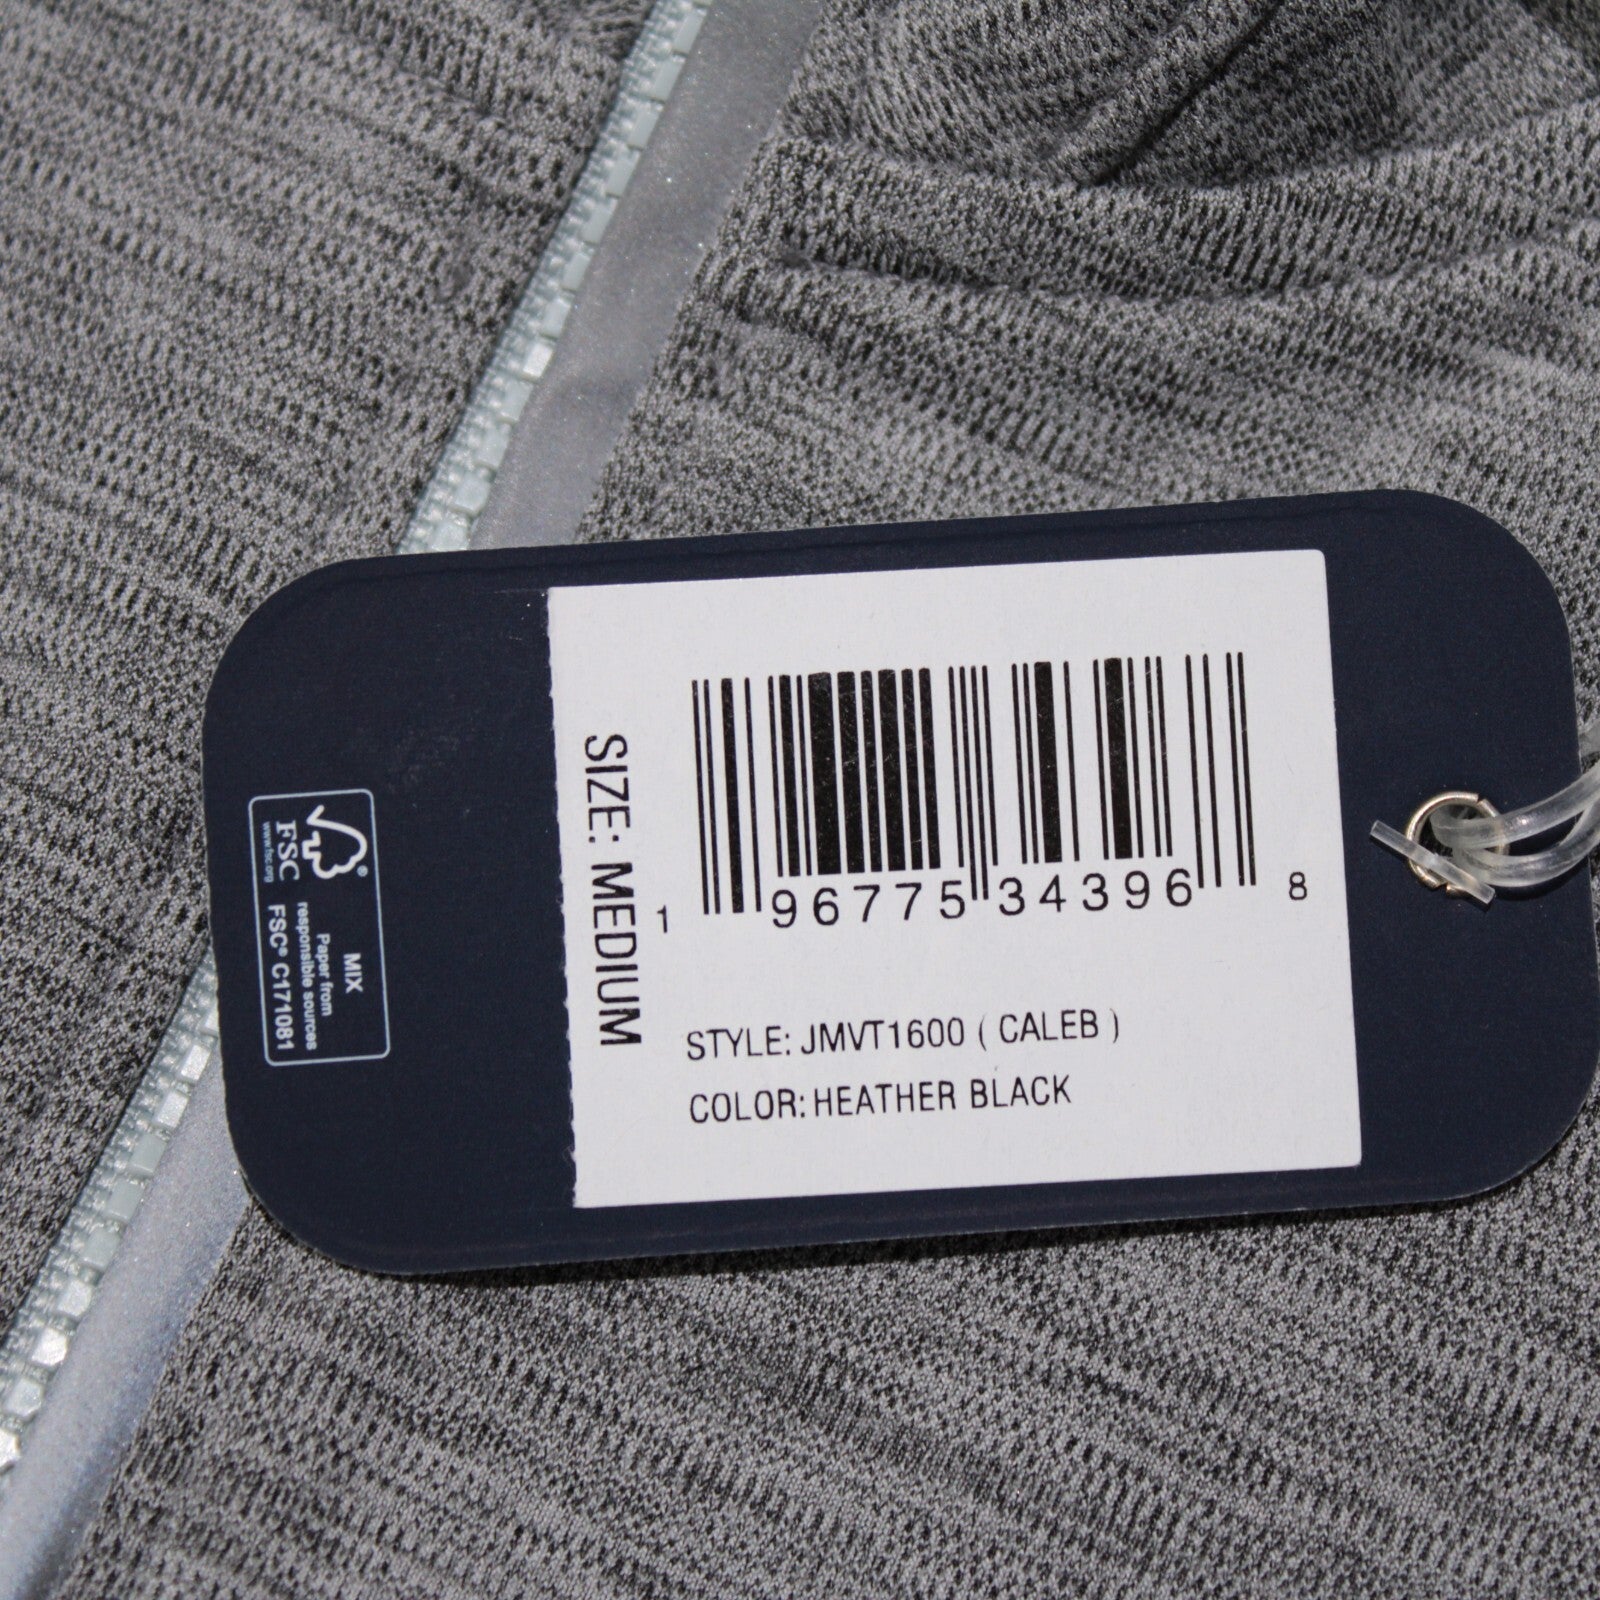 1 96775 34396 8
SIZE: MEDIUM
STYLE: JMVT1600 ( CALEB )
COLOR: HEATHER BLACK
®
FSC
www.fsc.org
MIX
Paper from
responsible sources
FSC® C171081